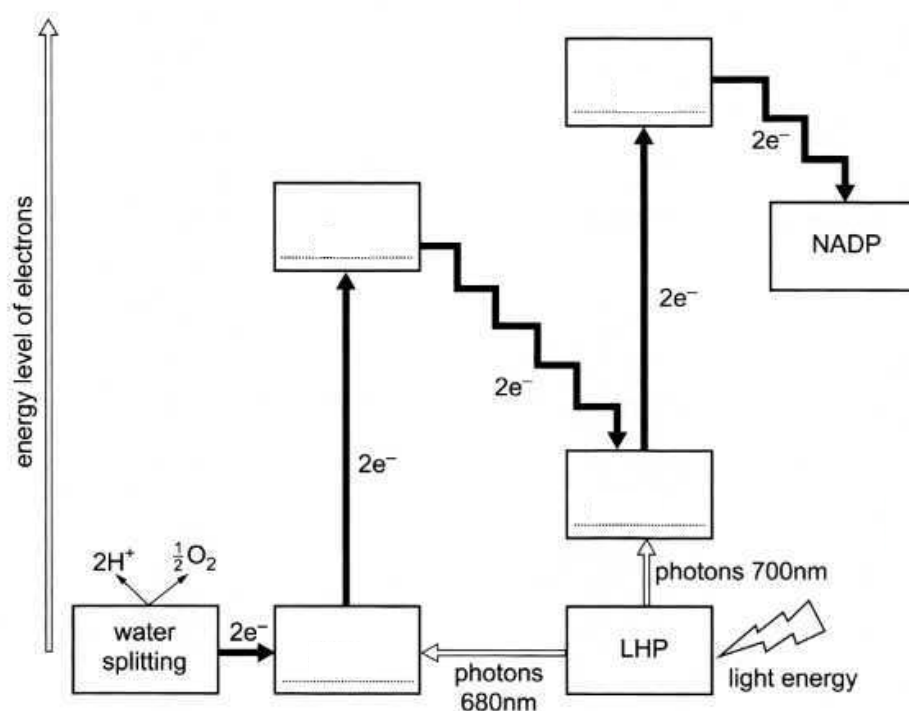 energy level of electrons
2e⁻
NADP
2e⁻
2e⁻
2e⁻
2H⁺
½O₂
photons 700nm
water
splitting
2e⁻
LHP
photons
680nm
light energy